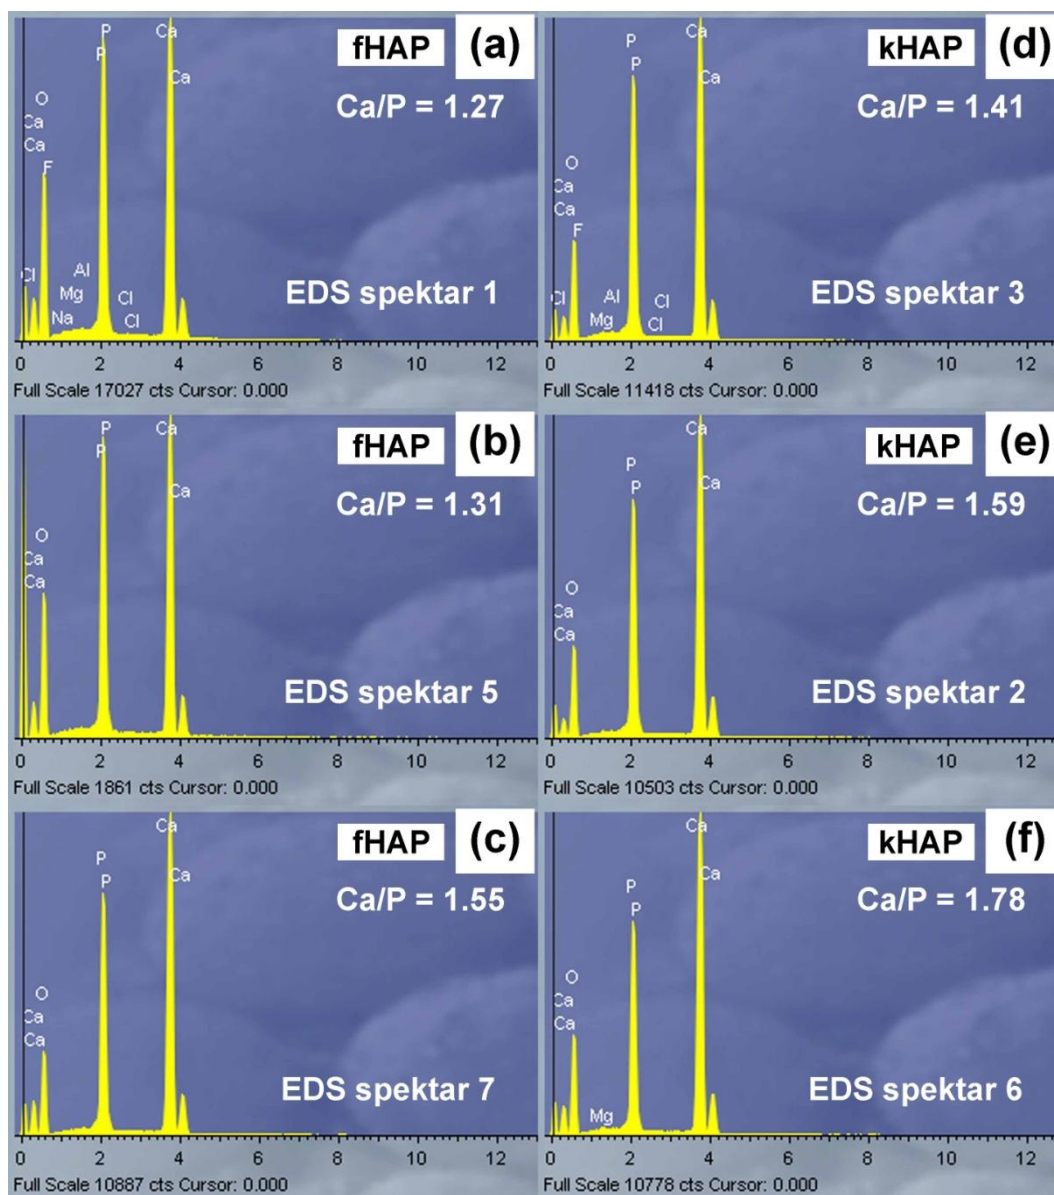 fHAP (a)
Ca/P = 1.27
EDS spektar 1
P
P
Ca
Ca
O
Ca
Ca
F
Cl
Al
Mg
Na
Cl
Cl
0 2 4 6 8 10 12
Full Scale 17027 cts Cursor: 0.000
kHAP (d)
Ca/P = 1.41
EDS spektar 3
P
P
Ca
Ca
O
Ca
Ca
F
Cl
Al
Mg
Cl
Cl
0 2 4 6 8 10 12
Full Scale 11418 cts Cursor: 0.000
fHAP (b)
Ca/P = 1.31
EDS spektar 5
P
P
Ca
Ca
O
Ca
Ca
0 2 4 6 8 10 12
Full Scale 1861 cts Cursor: 0.000
kHAP (e)
Ca/P = 1.59
EDS spektar 2
P
P
Ca
Ca
O
Ca
Ca
0 2 4 6 8 10 12
Full Scale 10503 cts Cursor: 0.000
fHAP (c)
Ca/P = 1.55
EDS spektar 7
P
P
Ca
Ca
O
Ca
Ca
0 2 4 6 8 10 12
Full Scale 10887 cts Cursor: 0.000
kHAP (f)
Ca/P = 1.78
EDS spektar 6
P
P
Ca
Ca
O
Ca
Ca
Mg
0 2 4 6 8 10 12
Full Scale 10778 cts Cursor: 0.000